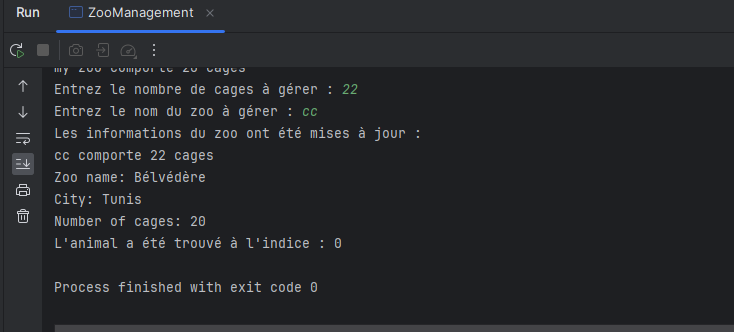 Run
ZooManagement
my zoo comporte 20 cages
Entrez le nombre de cages à gérer : 22
Entrez le nom du zoo à gérer : cc
Les informations du zoo ont été mises à jour :
cc comporte 22 cages
Zoo name: Bélvédère
City: Tunis
Number of cages: 20
L'animal a été trouvé à l'indice : 0
Process finished with exit code 0